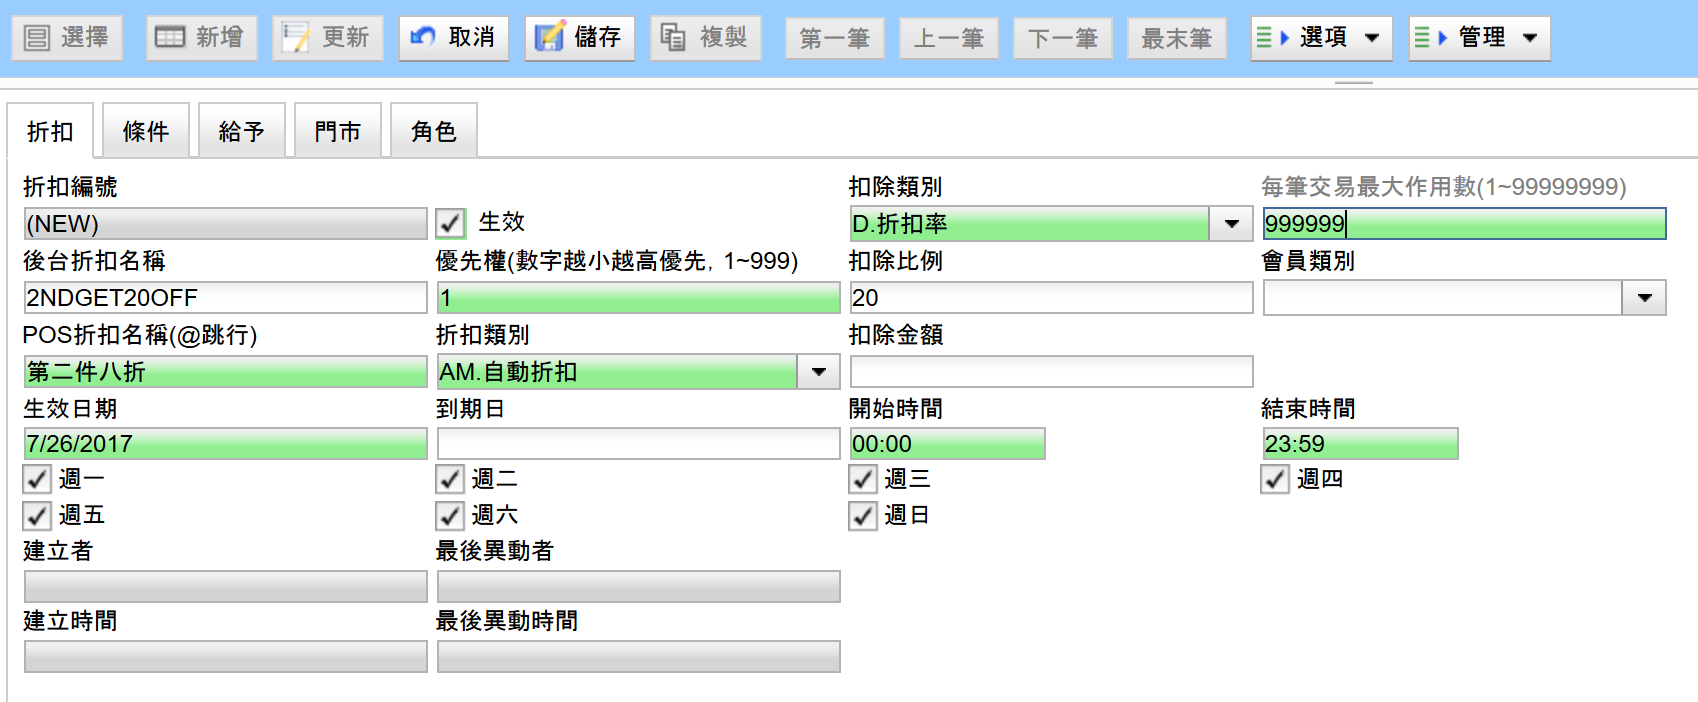 選擇 新增 更新 取消 儲存 複製 第一筆 上一筆 下一筆 最末筆 選項 管理
折扣 條件 給予 門市 角色
折扣編號 扣除類別 每筆交易最大作用數(1~99999999)
(NEW) 生效 D.折扣率 999999
後台折扣名稱 優先權(數字越小越高優先, 1~999) 扣除比例 會員類別
2NDGET20OFF 1 20
POS折扣名稱(@跳行) 折扣類別 扣除金額
第二件八折 AM.自動折扣
生效日期 到期日 開始時間 結束時間
7/26/2017 00:00 23:59
週一 週二 週三 週四
週五 週六 週日
建立者 最後異動者
建立時間 最後異動時間